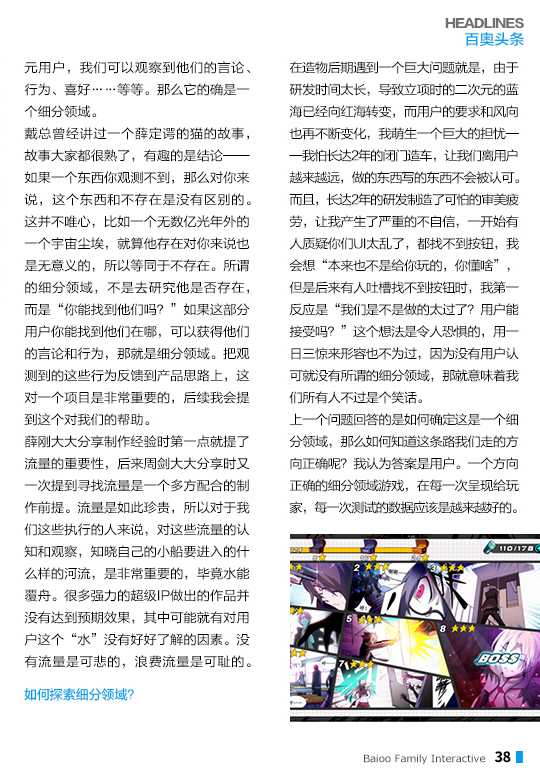 HEADLINES
百奥头条
元用户，我们可以观察到他们的言论、
行为、喜好……等等。那么它的确是一
个细分领域。
戴总曾经讲过一个薛定谔的猫的故事，
故事大家都很熟了，有趣的是结论——
如果一个东西你观测不到，那么对你来
说，这个东西和不存在是没有区别的。
这并不唯心，比如一个无数亿光年外的
一个宇宙尘埃，就算他存在对你来说也
是无意义的，所以等同于不存在。所谓
的细分领域，不是去研究他是否存在，
而是“你能找到他们吗？”如果这部分
用户你能找到他们在哪，可以获得他们
的言论和行为，那就是细分领域。把观
测到的这些行为反馈到产品思路上，这
对一个项目是非常重要的，后续我会提
到这个对我们的帮助。
薛刚大大分享制作经验时第一点就提了
流量的重要性，后来周剑大大分享时又
一次提到寻找流量是一个多方配合的制
作前提。流量是如此珍贵，所以对于我
们这些执行的人来说，对这些流量的认
知和观察，知晓自己的小船要进入的什
么样的河流，是非常重要的，毕竟水能
覆舟。很多强力的超级IP做出的作品并
没有达到预期效果，其中可能就有对用
户这个“水”没有好好了解的因素。没
有流量是可悲的，浪费流量是可耻的。
如何探索细分领域？
在造物后期遇到一个巨大问题就是，由于
研发时间太长，导致立项时的二次元的蓝
海已经向红海转变，而用户的要求和风向
也再不断变化，我萌生一个巨大的担忧—
—我怕长达2年的闭门造车，让我们离用户
越来越远，做的东西写的东西不会被认可。
而且，长达2年的研发制造了可怕的审美疲
劳，让我产生了严重的不自信，一开始有
人质疑你们UI太乱了，都找不到按钮，我
会想“本来也不是给你玩的，你懂啥”，
但是后来有人吐槽找不到按钮时，我第一
反应是“我们是不是做的太过了？用户能
接受吗？”这个想法是令人恐惧的，用一
日三惊来形容也不为过，因为没有用户认
可就没有所谓的细分领域，那就意味着我
们所有人不过是个笑话。
上一个问题回答的是如何确定这是一个细
分领域，那么如何知道这条路我们走的方
向正确呢？我认为答案是用户。一个方向
正确的细分领域游戏，在每一次呈现给玩
家，每一次测试的数据应该是越来越好的。
110/178
2
3
4
5
7
8
BOSS
Baioo Family Interactive 38